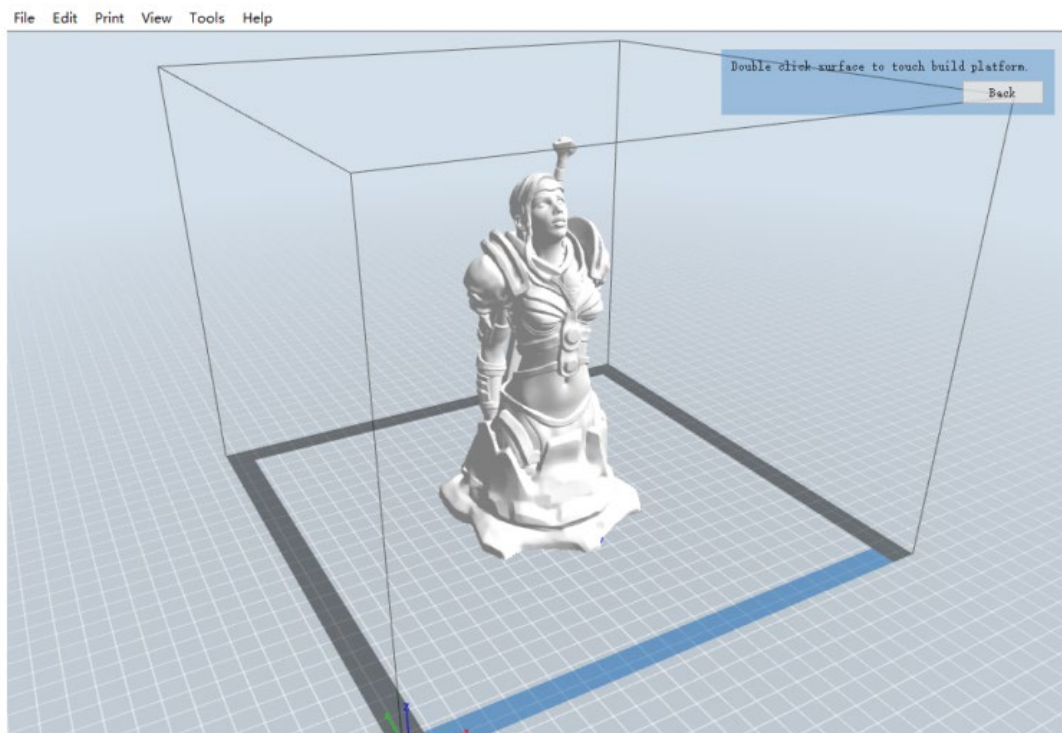 File Edit Print View Tools Help
Double click surface to touch build platform.
Back
Z